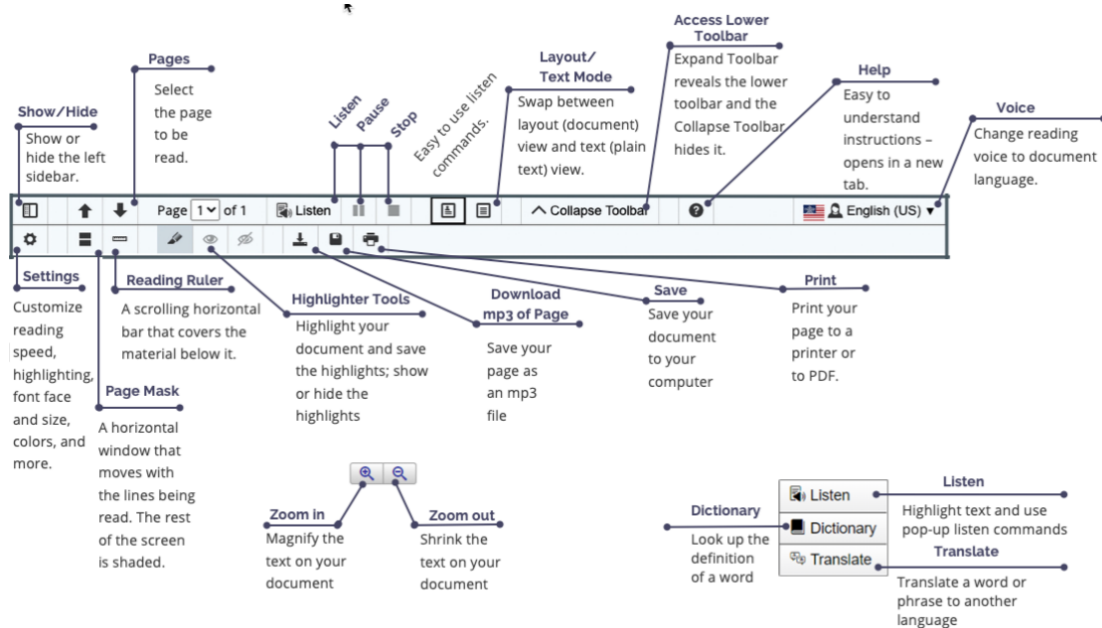 Show/Hide
Show or
hide the left
sidebar.
Pages
Select
the page
to be
read.
Listen
Pause
Stop
Easy to use listen
commands.
Layout/
Text Mode
Swap between
layout (document)
view and text (plain
text) view.
Access Lower
Toolbar
Expand Toolbar
reveals the lower
toolbar and the
Collapse Toolbar
hides it.
Help
Easy to
understand
instructions –
opens in a new
tab.
Voice
Change reading
voice to document
language.
Page 1 of 1 Listen Collapse Toolbar English (US)
Settings
Customize
reading
speed,
highlighting,
font face
and size,
colors, and
more.
Page Mask
A horizontal
window that
moves with
the lines being
read. The rest
of the screen
is shaded.
Reading Ruler
A scrolling horizontal
bar that covers the
material below it.
Highlighter Tools
Highlight your
document and save
the highlights; show
or hide the
highlights
Download
mp3 of Page
Save your
page as
an mp3
file
Save
Save your
document
to your
computer
Print
Print your
page to a
printer or
to PDF.
Zoom in
Magnify the
text on your
document
Zoom out
Shrink the
text on your
document
Dictionary
Look up the
definition
of a word
Listen
Dictionary
Translate
Listen
Highlight text and use
pop-up listen commands
Translate
Translate a word or
phrase to another
language